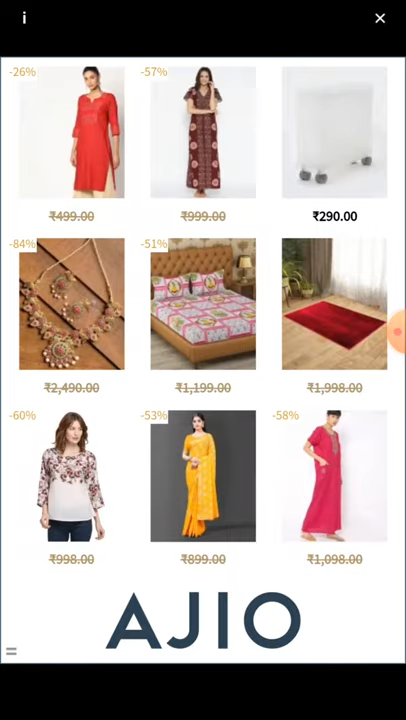 i ✕
-26% -57%
₹499.00 ₹999.00 ₹290.00
-84% -51%
₹2,490.00 ₹1,199.00 ₹1,998.00
-60% -53% -58%
₹998.00 ₹899.00 ₹1,098.00
AJIO